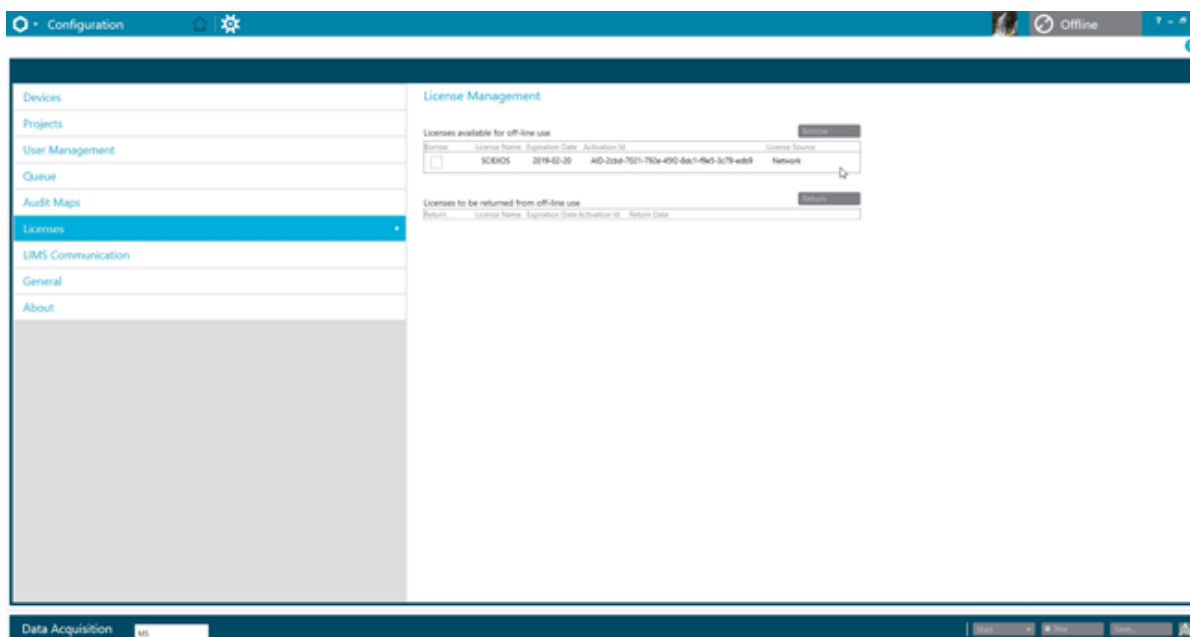 Configuration
Offline
?
Devices
Projects
User Management
Queue
Audit Maps
Licenses
LIMS Communication
General
About
License Management
Licenses available for off-line use
Borrow
Borrow License Name Expiration Date Activation Id License Source
SCIEXOS 2019-02-20 Network
Licenses to be returned from off-line use
Return
Return License Name Expiration Date Activation Id Return Date
Data Acquisition
MS
Start
Stop
Save...